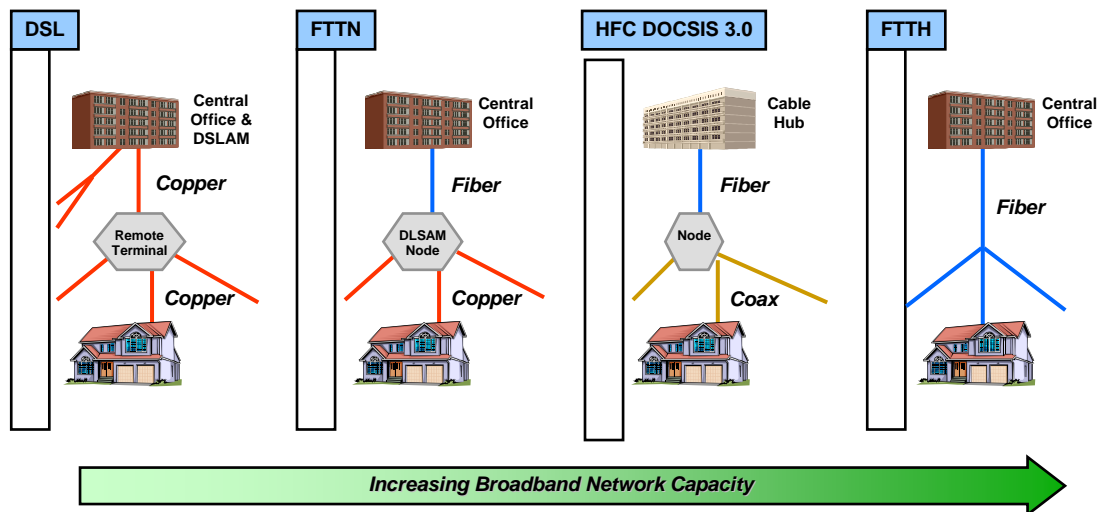 DSL
FTTN
HFC DOCSIS 3.0
FTTH
Central
Office &
DSLAM
Copper
Remote
Terminal
Copper
Central
Office
Fiber
DLSAM
Node
Copper
Cable
Hub
Fiber
Node
Coax
Central
Office
Fiber
Increasing Broadband Network Capacity